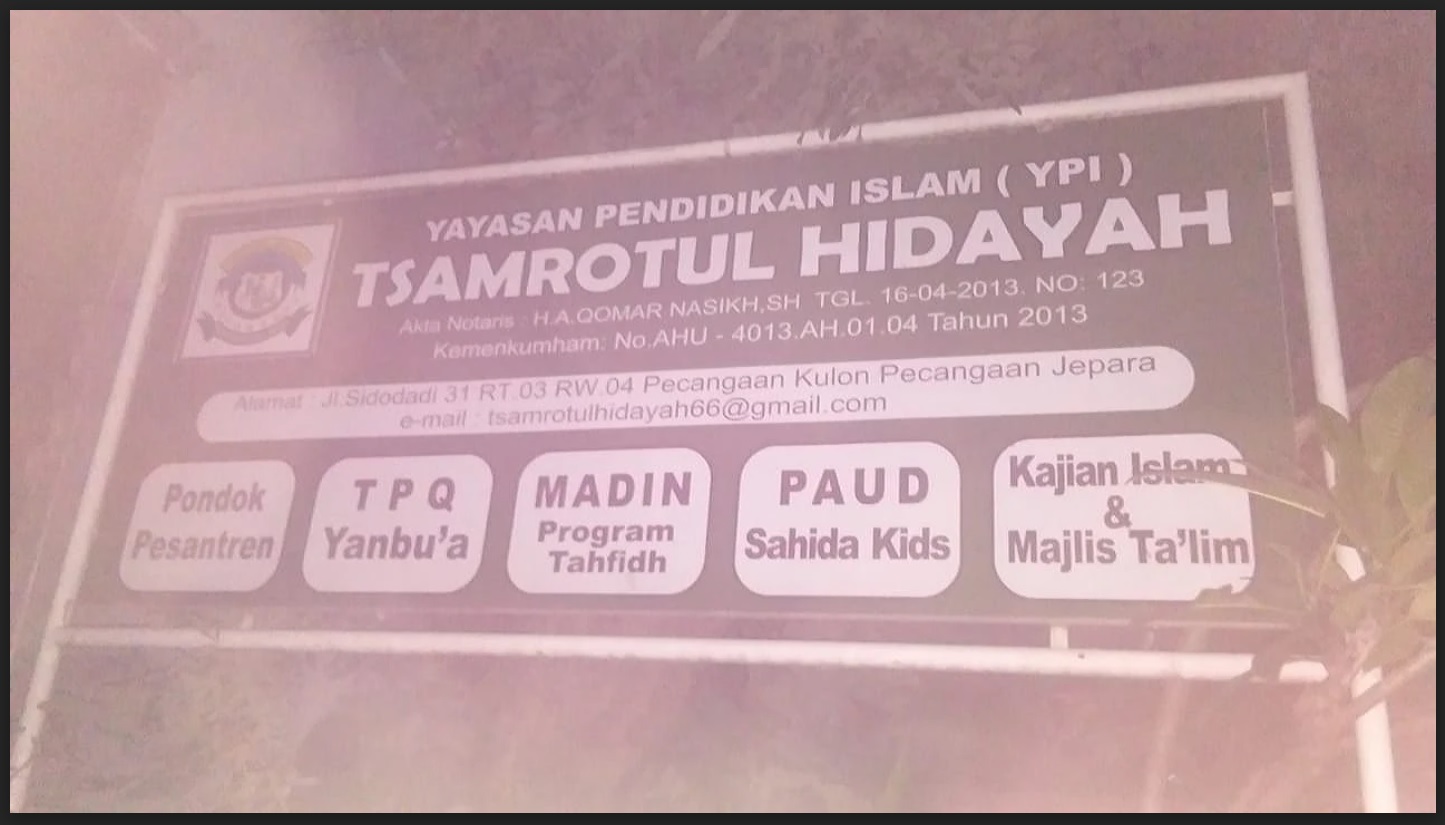 YAYASAN PENDIDIKAN ISLAM ( YPI )
TSAMROTUL HIDAYAH
Akta Notaris : H.A.QOMAR NASIKH,SH TGL. 16-04-2013. NO: 123
Kemenkumham: No.AHU - 4013.AH.01.04 Tahun 2013
Alamat : Jl.Sidodadi 31 RT.03 RW.04 Pecangaan Kulon Pecangaan Jepara
e-mail : tsamrotulhidayah66@gmail.com
Pondok
Pesantren
T P Q
Yanbu'a
MADIN
Program
Tahfidh
PAUD
Sahida Kids
Kajian Islam
&
Majlis Ta'lim